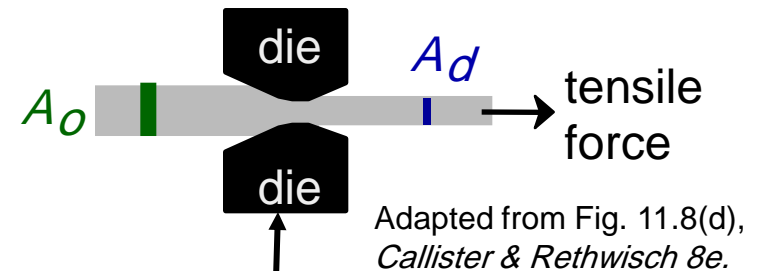 die
A_d
tensile
A_o
force
die
Adapted from Fig. 11.8(d),
Callister & Rethwisch 8e.